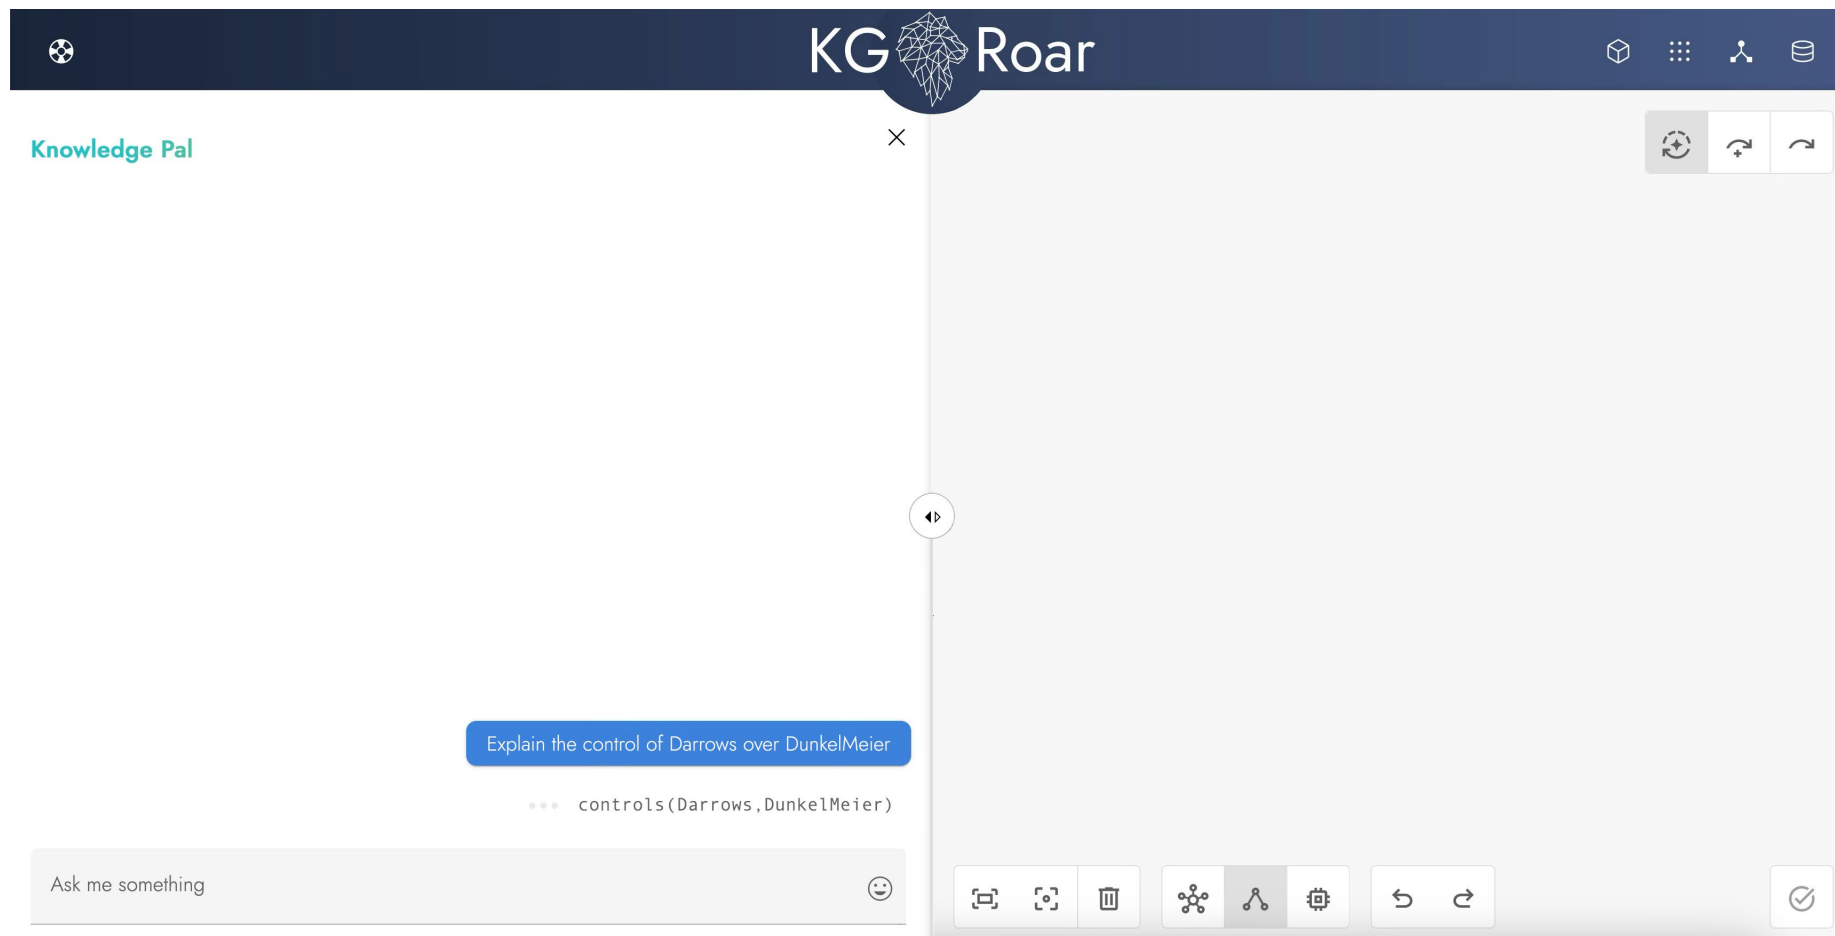 KG Roar
Knowledge Pal
Explain the control of Darrows over DunkelMeier
controls(Darrows,DunkelMeier)
Ask me something